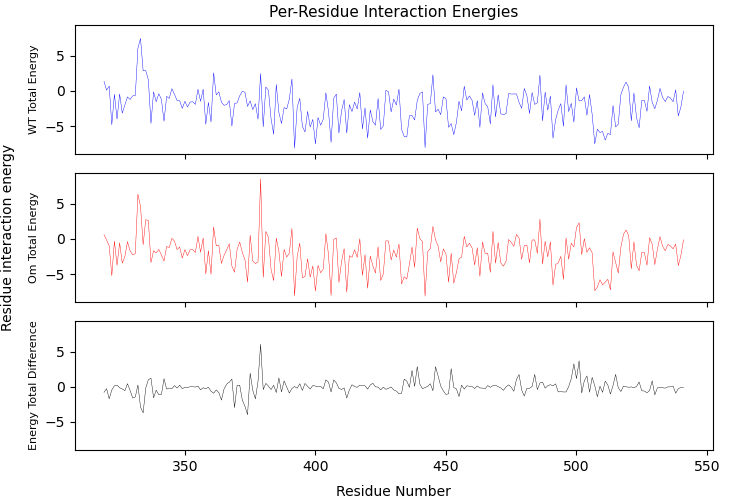 Per-Residue Interaction Energies
Residue interaction energy
WT Total Energy
5
0
−5
Om Total Energy
5
0
−5
Energy Total Difference
5
0
−5
350 400 450 500 550
Residue Number